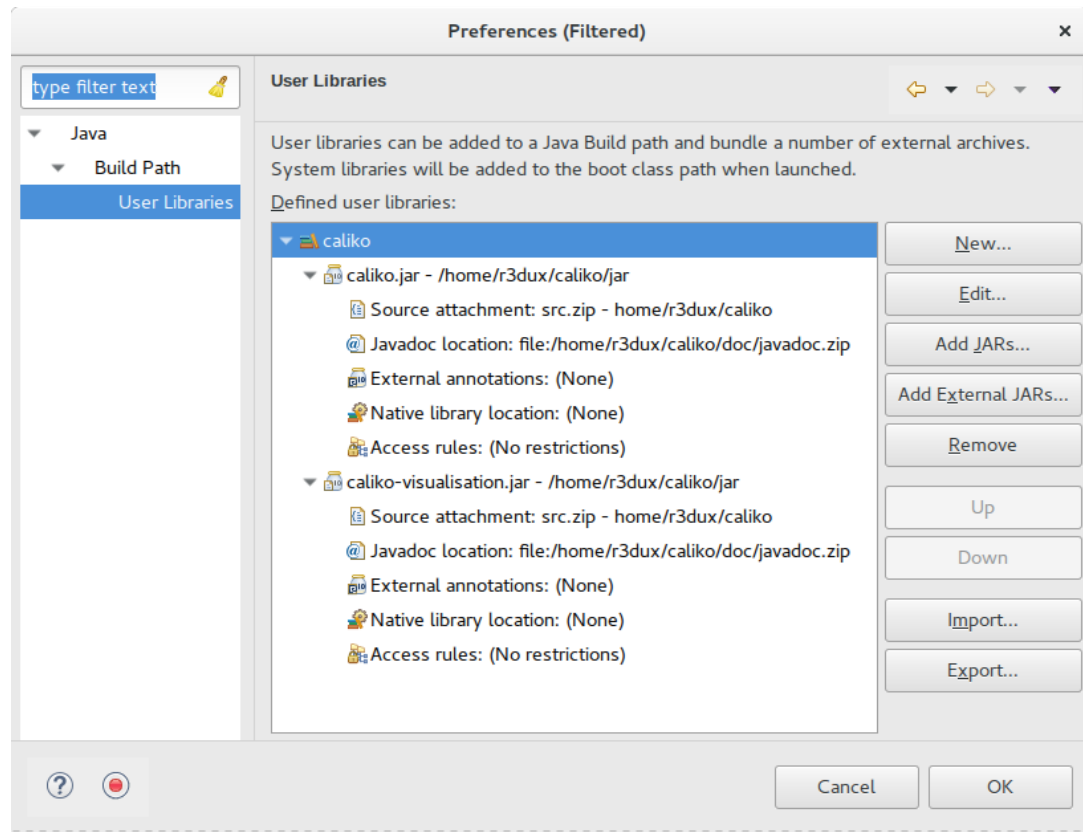 Preferences (Filtered)
type filter text
Java
Build Path
User Libraries
User Libraries
User libraries can be added to a Java Build path and bundle a number of external archives.
System libraries will be added to the boot class path when launched.
Defined user libraries:
caliko
caliko.jar - /home/r3dux/caliko/jar
Source attachment: src.zip - home/r3dux/caliko
Javadoc location: file:/home/r3dux/caliko/doc/javadoc.zip
External annotations: (None)
Native library location: (None)
Access rules: (No restrictions)
caliko-visualisation.jar - /home/r3dux/caliko/jar
Source attachment: src.zip - home/r3dux/caliko
Javadoc location: file:/home/r3dux/caliko/doc/javadoc.zip
External annotations: (None)
Native library location: (None)
Access rules: (No restrictions)
New...
Edit...
Add JARs...
Add External JARs...
Remove
Up
Down
Import...
Export...
Cancel
OK